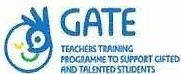 GATE
TEACHERS TRAINING
PROGRAMME TO SUPPORT GIFTED
AND TALENTED STUDENTS